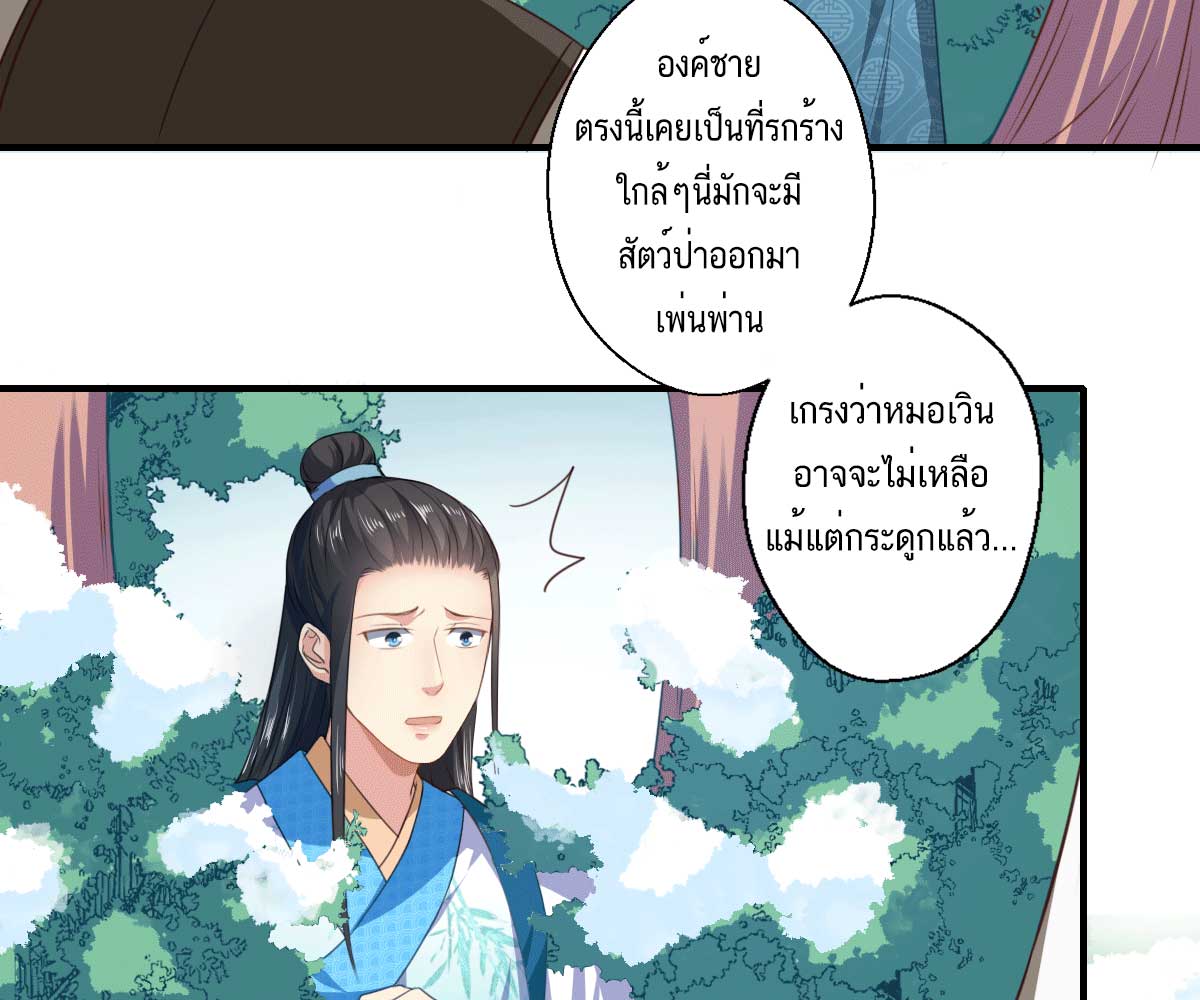 องค์ชาย
ตรงนี้เคยเป็นที่รกร้าง
ใกล้ๆนี่มักจะมี
สัตว์ป่าออกมา
เพ่นพ่าน
เกรงว่าหมอเวิน
อาจจะไม่เหลือ
แม้แต่กระดูกแล้ว...